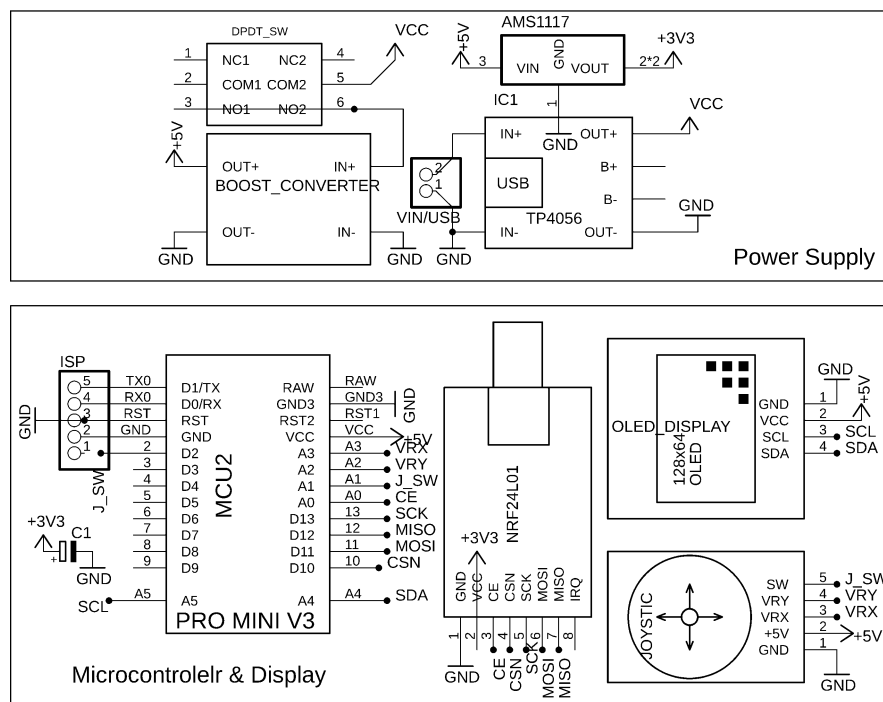 DPDT_SW
VCC
1 NC1 NC2 4
2 COM1 COM2 5
3 NO1 NO2 6
+5V
OUT+ IN+
BOOST_CONVERTER
OUT- IN-
GND
GND
AMS1117
+5V
+3V3
3 VIN GND VOUT 2*2
1
GND
IC1
VCC
IN+ OUT+
2
1
VIN/USB
USB
B+
B-
TP4056
IN- OUT-
GND
GND
Power Supply
ISP
5 TX0 D1/TX RAW RAW
4 RX0 D0/RX GND3 GND3
3 RST RST RST2 RST1
2 GND GND VCC VCC
1 2 D2 A3 A3 VRX
3 D3 A2 A2 VRY
4 D4 A1 A1 J_SW
5 D5 A0 A0 CE
6 D6 D13 13 SCK
7 D7 D12 12 MISO
8 D8 D11 11 MOSI
9 D9 D10 10 CSN
SCL A5 A5 A4 A4 SDA
GND
GND
+5V
J_SW
MCU2
PRO MINI V3
+3V3
C1
+
GND
Microcontrolelr & Display
NRF24L01
+3V3
GND VCC CE CSN SCK MOSI MISO IRQ
1 2 3 4 5 6 7 8
GND
CE
CSN
SCK
MOSI
MISO
OLED_DISPLAY
128x64
OLED
GND 1
VCC 2
SCL 3 SCL
SDA 4 SDA
GND
+5V
JOYSTIC
SW 5 J_SW
VRY 4 VRY
VRX 3 VRX
+5V 2 +5V
GND 1
GND